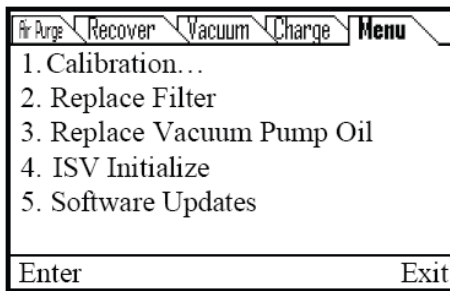 Air Purge Recover Vacuum Charge Menu
1. Calibration...
2. Replace Filter
3. Replace Vacuum Pump Oil
4. ISV Initialize
5. Software Updates
Enter Exit